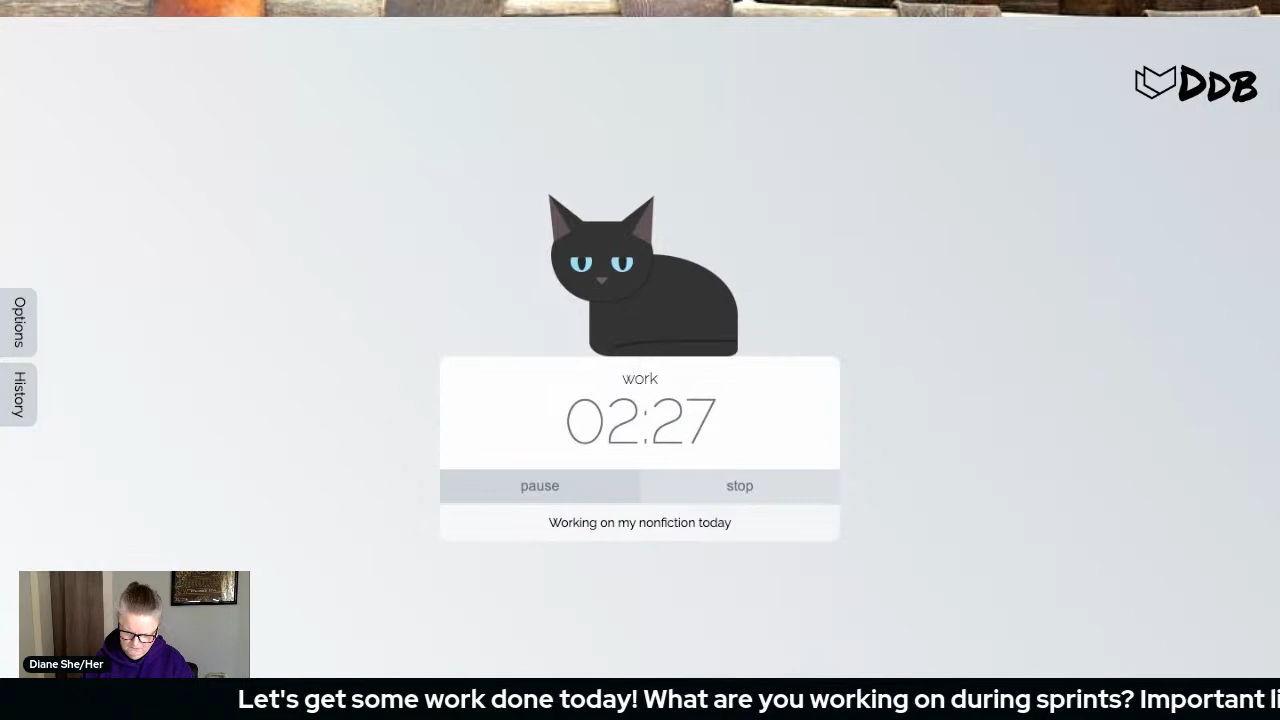 DDB
Options
History
work
02:27
pause
stop
Working on my nonfiction today
Diane She/Her
Let's get some work done today! What are you working on during sprints? Important li